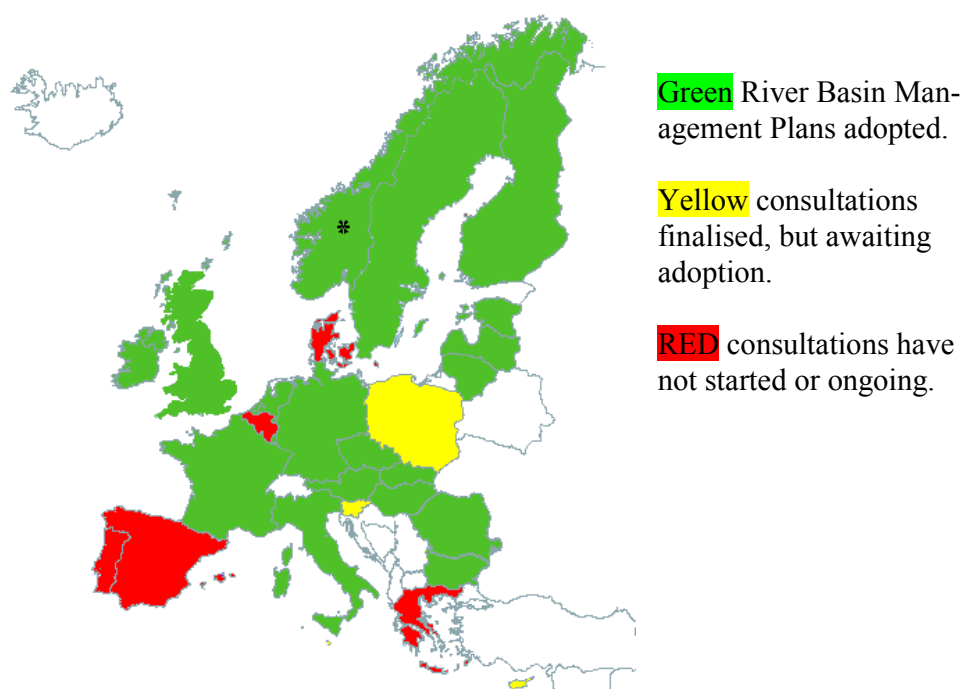 Green River Basin Man-
agement Plans adopted.
Yellow consultations
finalised, but awaiting
adoption.
RED consultations have
not started or ongoing.
*